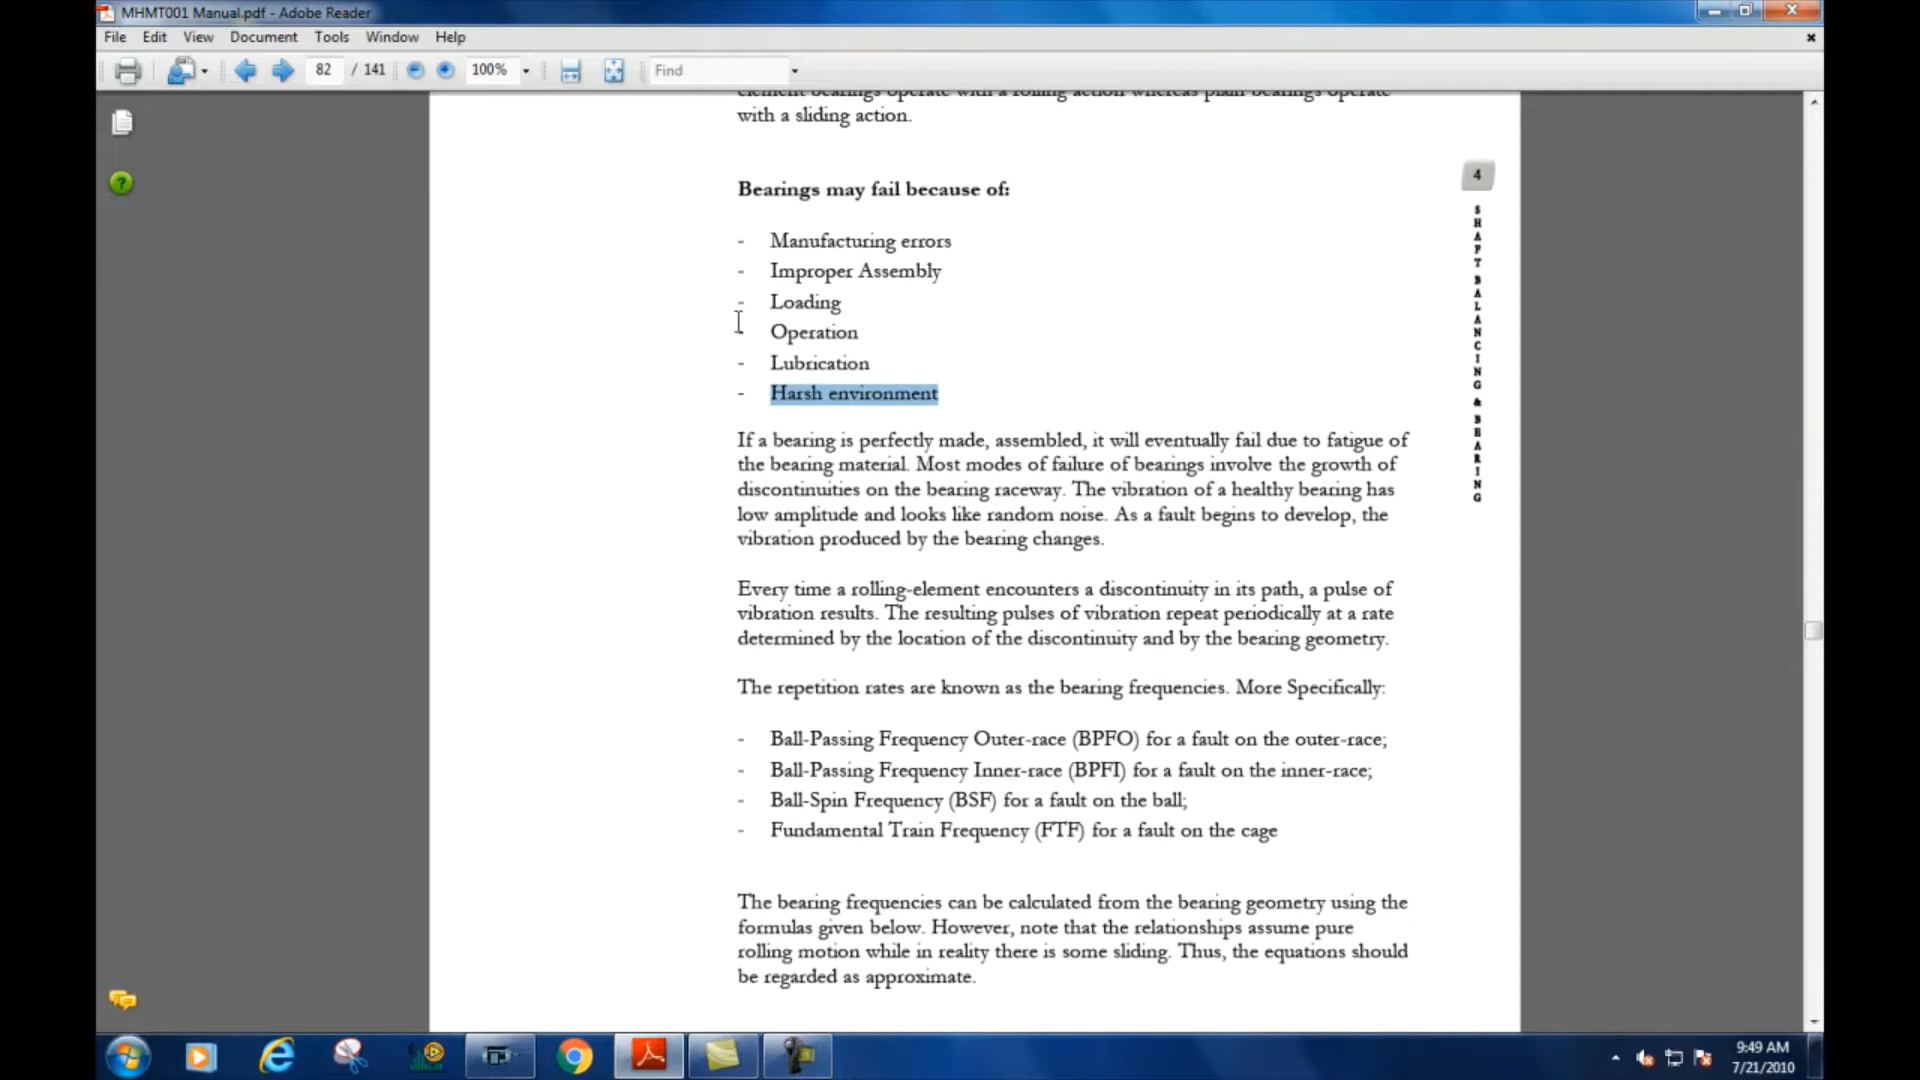 MHMT001 Manual.pdf - Adobe Reader
File Edit View Document Tools Window Help
82 / 141 100% Find
element bearings operate with a rolling action whereas plain bearings operate
with a sliding action.
Bearings may fail because of:
- Manufacturing errors
- Improper Assembly
- Loading
- Operation
- Lubrication
- Harsh environment
If a bearing is perfectly made, assembled, it will eventually fail due to fatigue of
the bearing material. Most modes of failure of bearings involve the growth of
discontinuities on the bearing raceway. The vibration of a healthy bearing has
low amplitude and looks like random noise. As a fault begins to develop, the
vibration produced by the bearing changes.
Every time a rolling-element encounters a discontinuity in its path, a pulse of
vibration results. The resulting pulses of vibration repeat periodically at a rate
determined by the location of the discontinuity and by the bearing geometry.
The repetition rates are known as the bearing frequencies. More Specifically:
- Ball-Passing Frequency Outer-race (BPFO) for a fault on the outer-race;
- Ball-Passing Frequency Inner-race (BPFI) for a fault on the inner-race;
- Ball-Spin Frequency (BSF) for a fault on the ball;
- Fundamental Train Frequency (FTF) for a fault on the cage
The bearing frequencies can be calculated from the bearing geometry using the
formulas given below. However, note that the relationships assume pure
rolling motion while in reality there is some sliding. Thus, the equations should
be regarded as approximate.
4
SHAFT BALANCING & BEARING
9:49 AM
7/21/2010